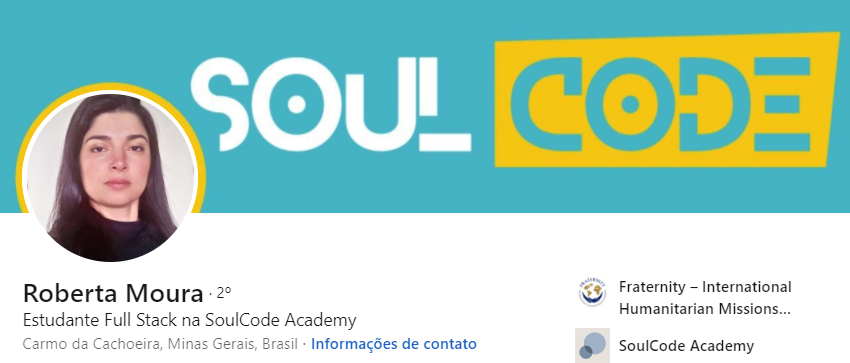 SOUL CODE
Roberta Moura · 2º
Estudante Full Stack na SoulCode Academy
Carmo da Cachoeira, Minas Gerais, Brasil · Informações de contato
FRATERNITY
Fraternity – International
Humanitarian Missions...
SoulCode Academy